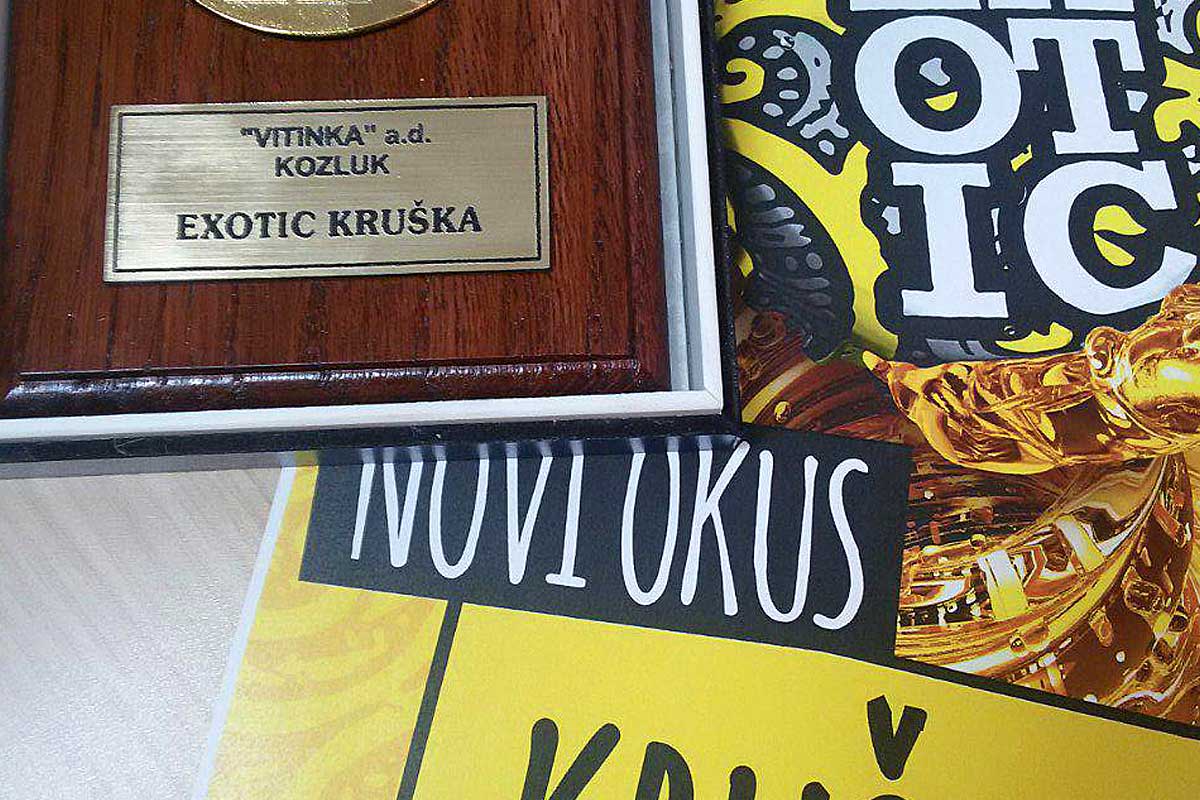 "VITINKA" a.d.
KOZLUK
EXOTIC KRUŠKA
OT
IC
NOVI OKUS